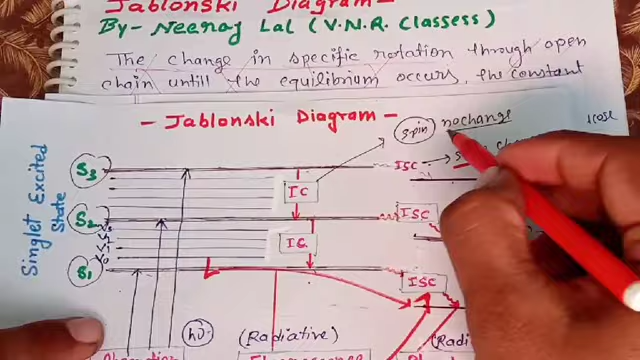 Jablonski Diagram -
By- Neeraj Lal (V.N.R. Classess)
The change in specific rotation through open
chain untill the equilibrium occurs, the constant
- Jablonski Diagram -
spin nochange
S3
IC
ISC
S2
ISC
IC
S1
ISC
Singlet Excited
State
hυ
(Radiative)